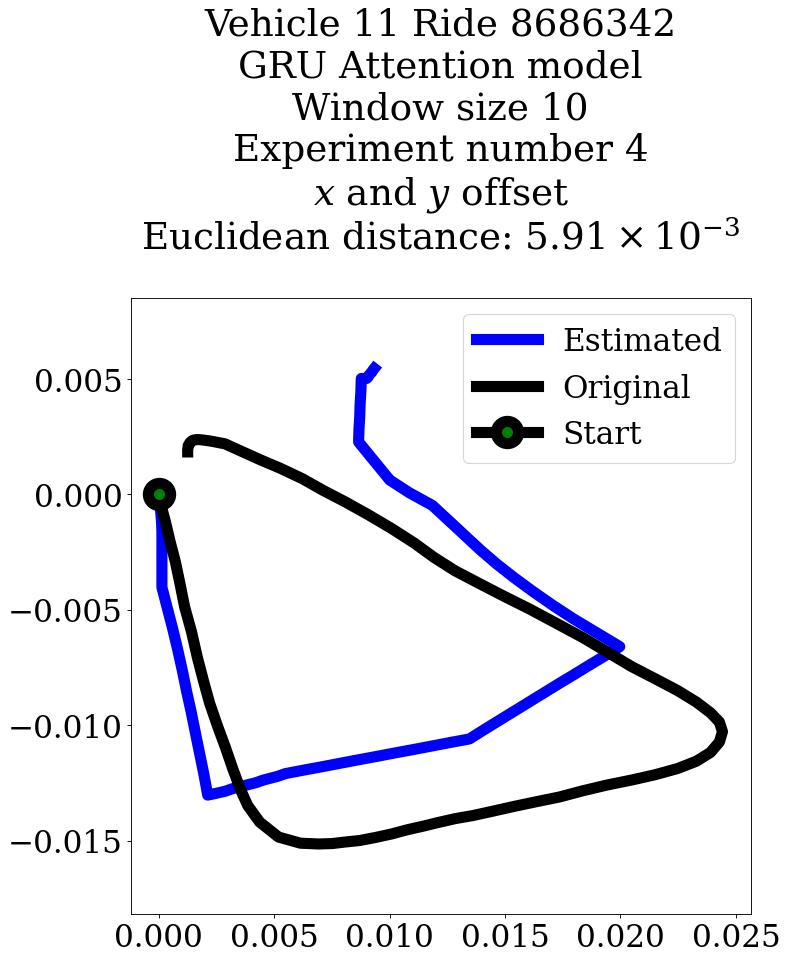 Vehicle 11 Ride 8686342
GRU Attention model
Window size 10
Experiment number 4
x and y offset
Euclidean distance: 5.91 × 10⁻³
Estimated
Original
Start
0.005
0.000
−0.005
−0.010
−0.015
0.000 0.005 0.010 0.015 0.020 0.025